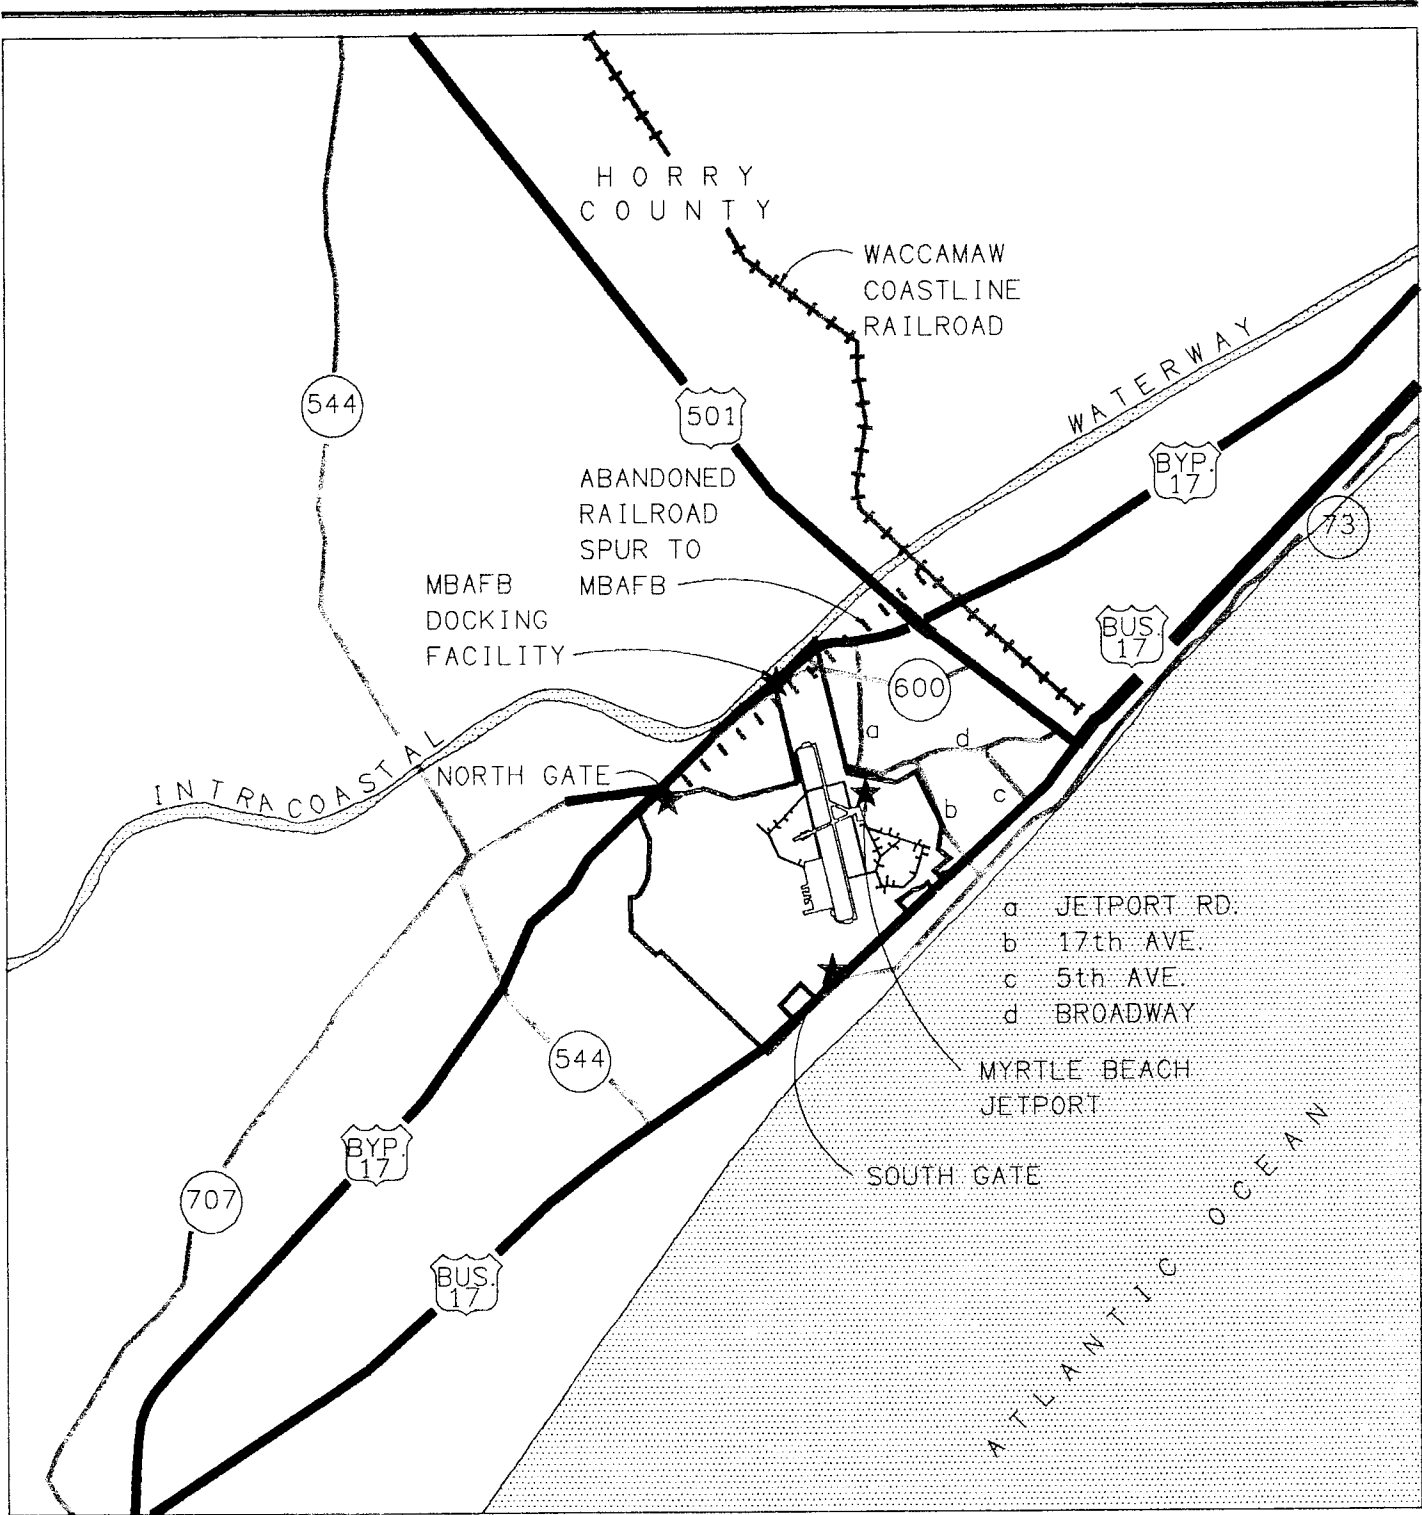 HORRY
COUNTY
WACCAMAW
COASTLINE
RAILROAD
WATERWAY
544
501
BYP.
17
ABANDONED
RAILROAD
SPUR TO
MBAFB
73
MBAFB
DOCKING
FACILITY
BUS.
17
600
a
d
INTRACOASTAL
NORTH GATE
b
c
a JETPORT RD.
b 17th AVE.
c 5th AVE.
d BROADWAY
544
MYRTLE BEACH
JETPORT
BYP.
17
SOUTH GATE
707
BUS.
17
ATLANTIC OCEAN